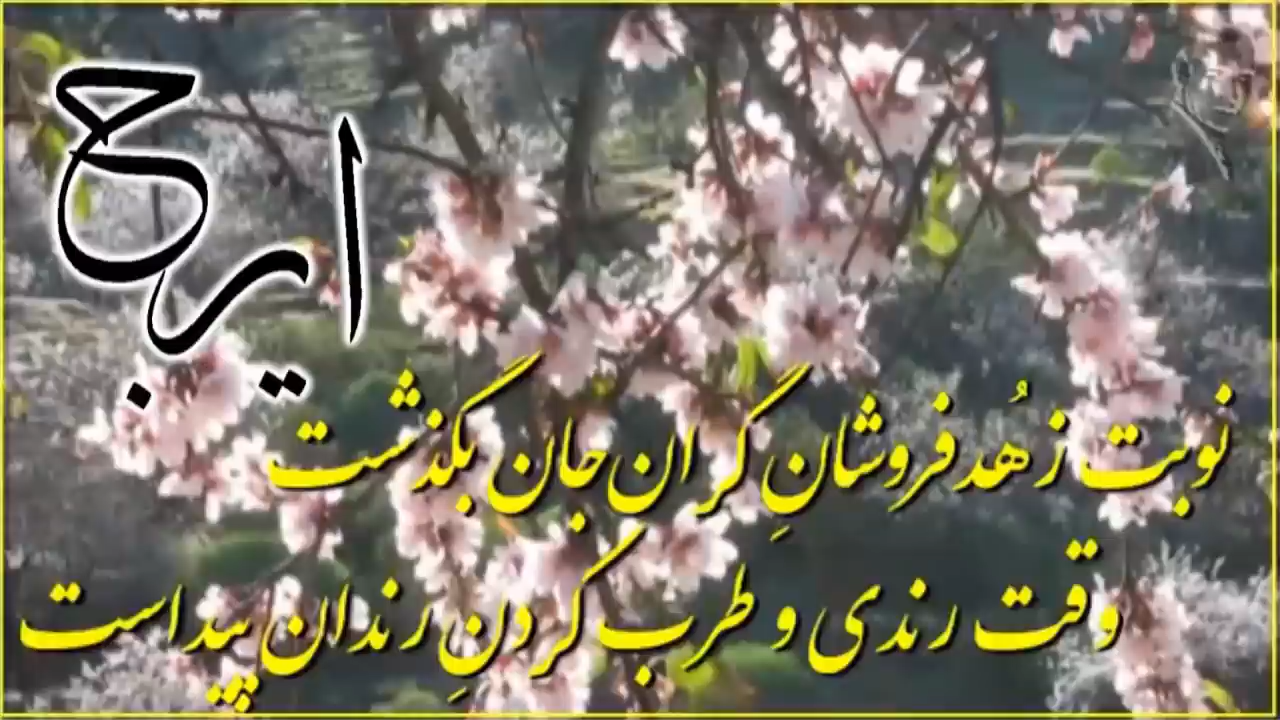 ایرج
نوبت زُهدفروشانِ گران جان بگذشت
وقت رندی و طرب کردنِ رندان پیداست